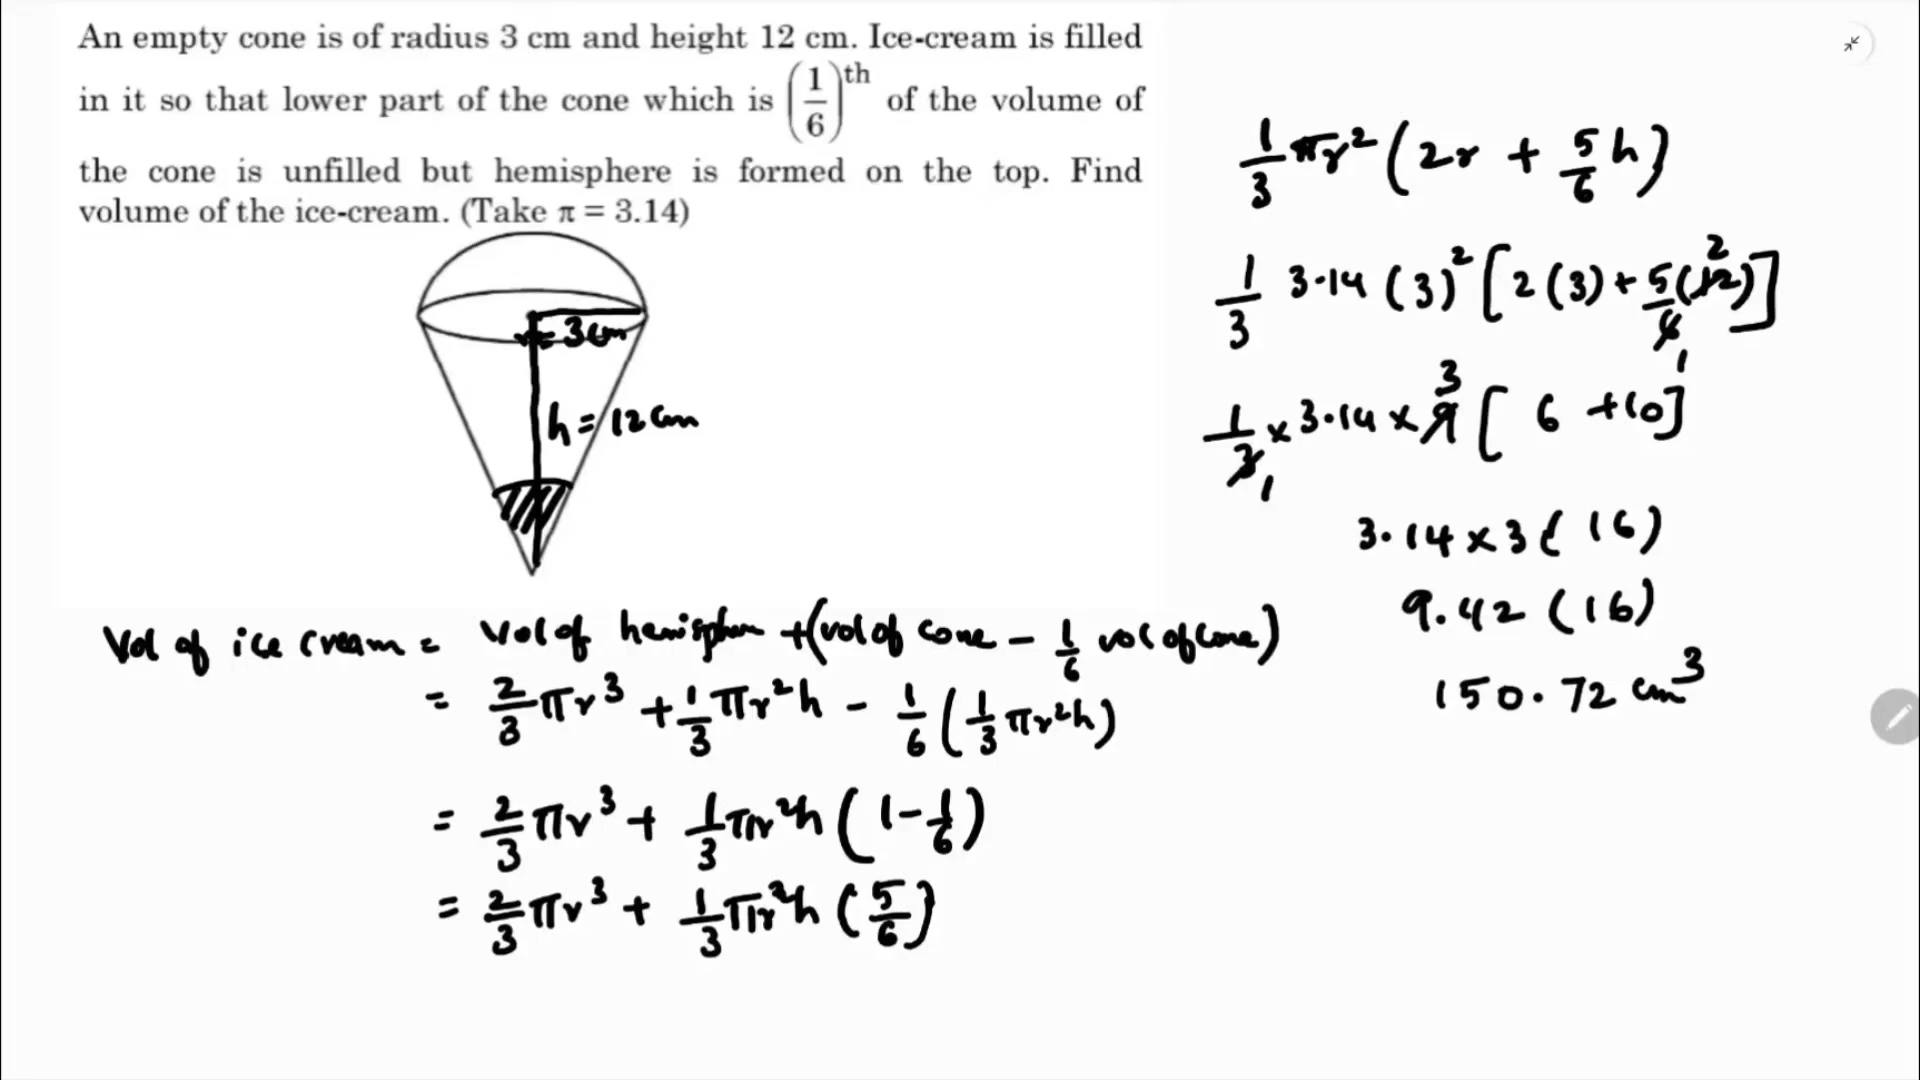 An empty cone is of radius 3 cm and height 12 cm. Ice-cream is filled
in it so that lower part of the cone which is (1/6)^th of the volume of
the cone is unfilled but hemisphere is formed on the top. Find
volume of the ice-cream. (Take π = 3.14)
r = 3cm
h = 12 cm
Vol of ice cream = Vol of hemisphere + (vol of cone − 1/6 vol of cone)
= 2/3 πr³ + 1/3 πr²h − 1/6 (1/3 πr²h)
= 2/3 πr³ + 1/3 πr²h (1 − 1/6)
= 2/3 πr³ + 1/3 πr²h (5/6)
1/3 πr² (2r + 5/6 h)
1/3 3.14 (3)² [2(3) + 5/6 (12)] 2 1
1/3 × 3.14 × 9 [6 + 10] 3 1
3.14 × 3 (16)
9.42 (16)
150.72 cm³